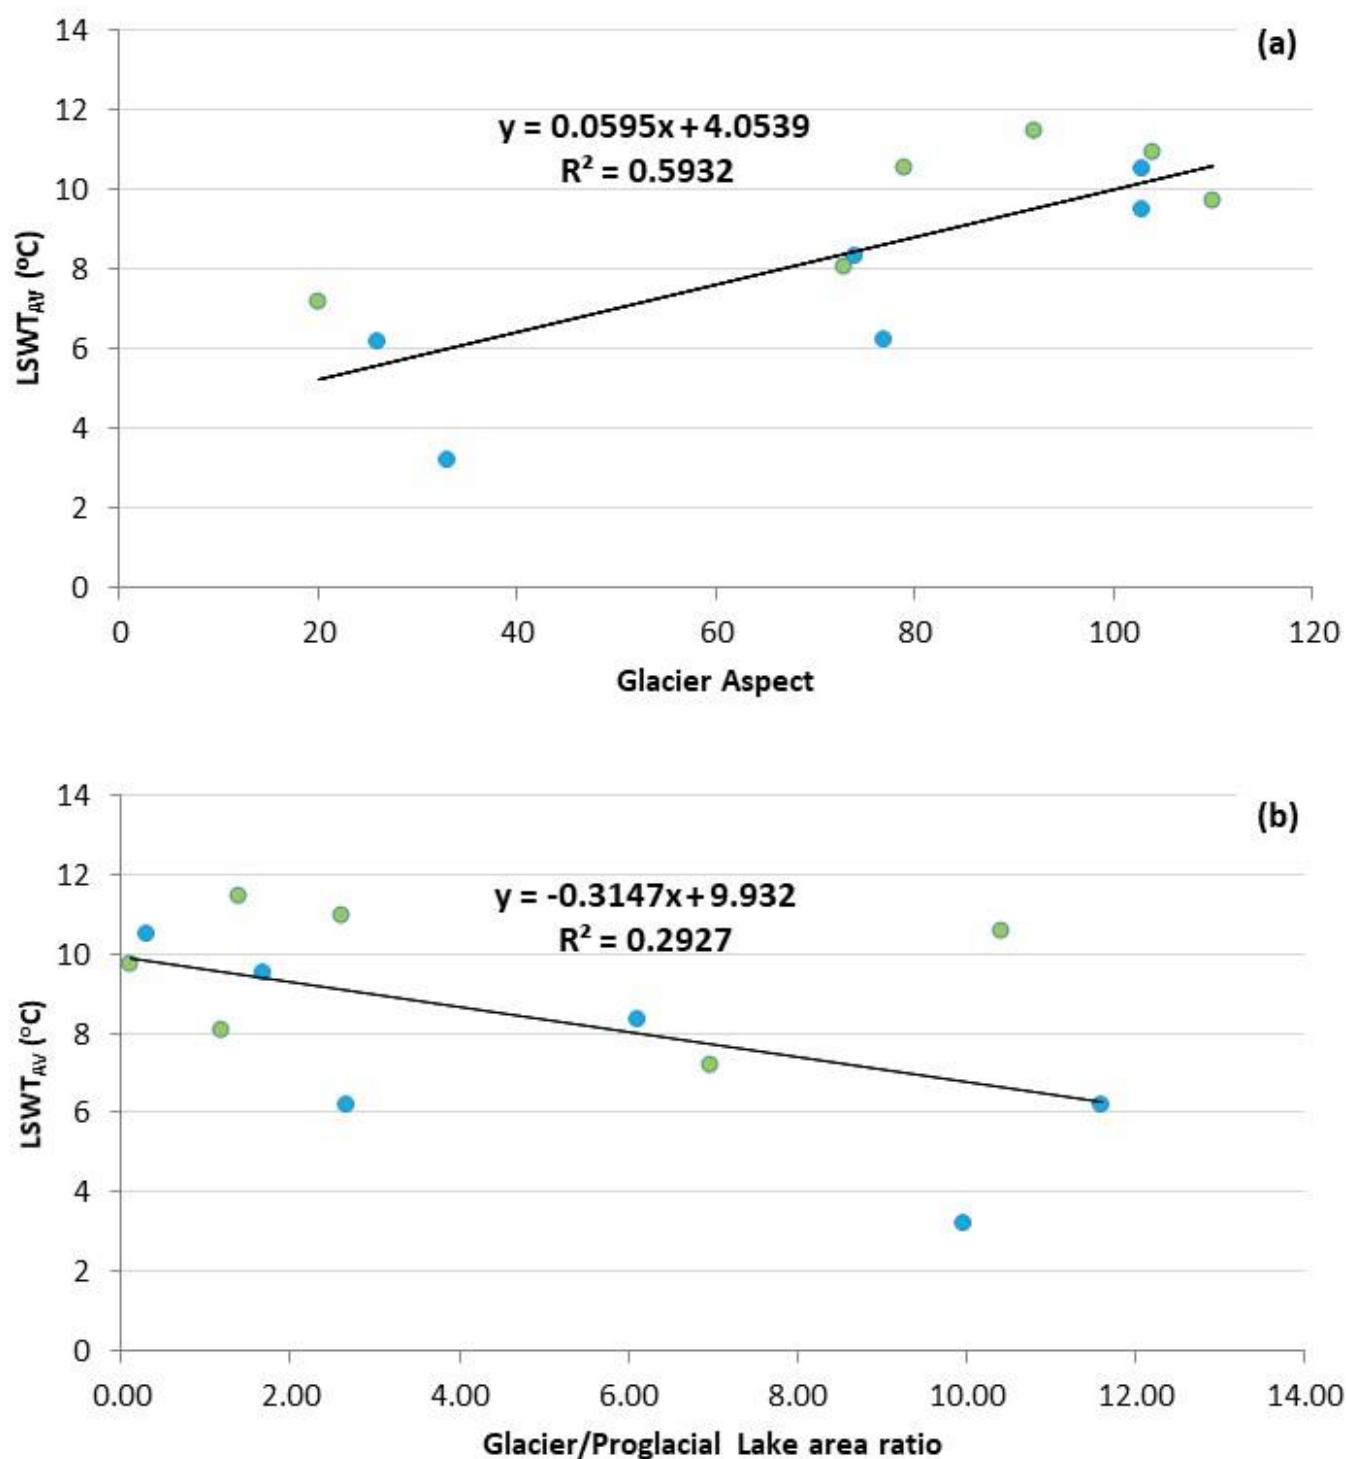 14
(a)
12
y = 0.0595x + 4.0539
R² = 0.5932
10
8
6
4
2
0
LSWT_AV (ºC)
0 20 40 60 80 100 120
Glacier Aspect
14
(b)
12
y = -0.3147x + 9.932
R² = 0.2927
10
8
6
4
2
0
LSWT_AV (ºC)
0.00 2.00 4.00 6.00 8.00 10.00 12.00 14.00
Glacier/Proglacial Lake area ratio